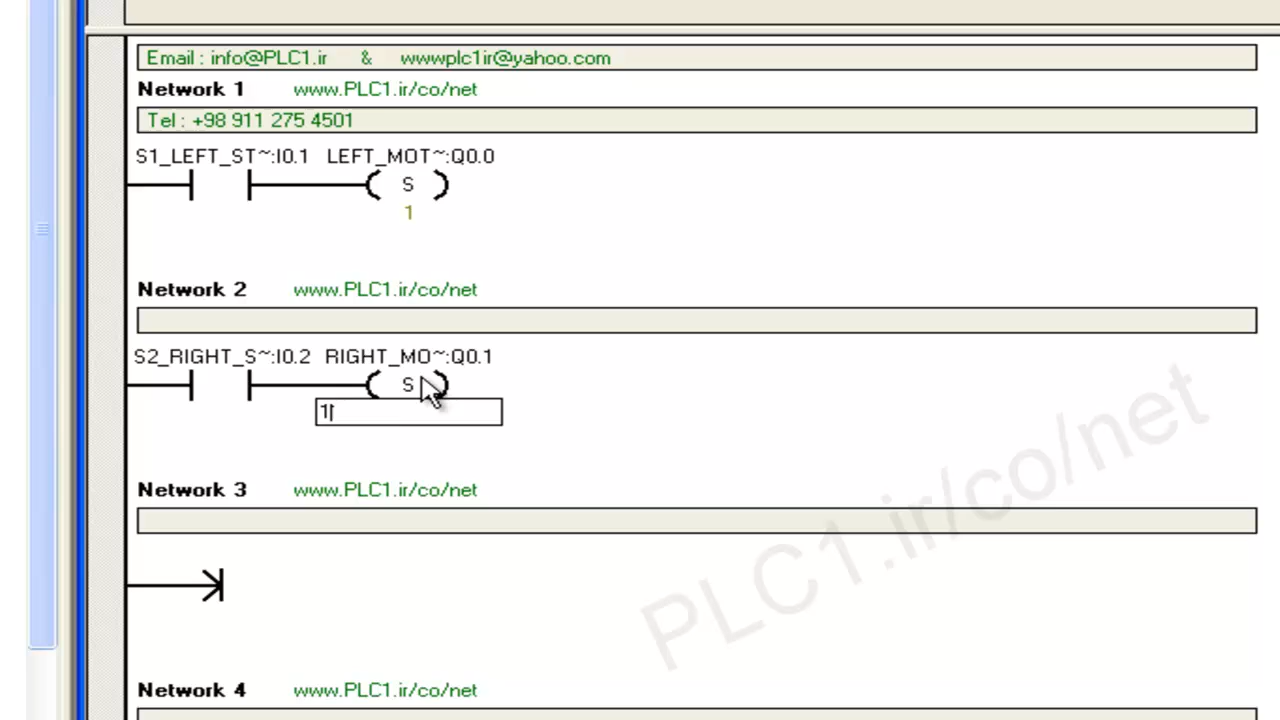 Email : info@PLC1.ir & wwwplc1ir@yahoo.com
Network 1 www.PLC1.ir/co/net
Tel : +98 911 275 4501
S1_LEFT_ST~:I0.1 LEFT_MOT~:Q0.0
S
1
Network 2 www.PLC1.ir/co/net
S2_RIGHT_S~:I0.2 RIGHT_MO~:Q0.1
S
1
Network 3 www.PLC1.ir/co/net
PLC1.ir/co/net
Network 4 www.PLC1.ir/co/net